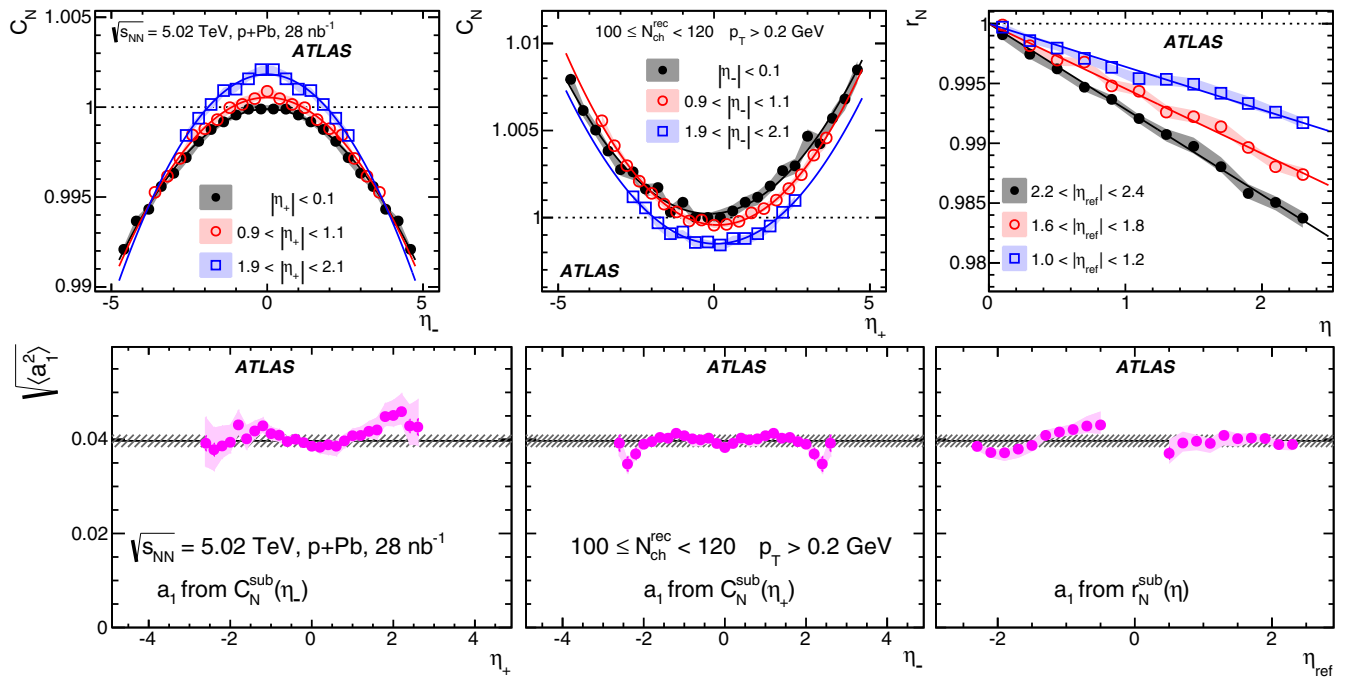 C_N
1.005
1
0.995
0.99
√s_NN = 5.02 TeV, p+Pb, 28 nb⁻¹
ATLAS
|η₊| < 0.1
0.9 < |η₊| < 1.1
1.9 < |η₊| < 2.1
-5 0 5
η₋
C_N
1.01
1.005
1
100 ≤ N_ch^rec < 120 p_T > 0.2 GeV
|η₋| < 0.1
0.9 < |η₋| < 1.1
1.9 < |η₋| < 2.1
ATLAS
-5 0 5
η₊
r_N
1
0.995
0.99
0.985
0.98
ATLAS
2.2 < |η_ref| < 2.4
1.6 < |η_ref| < 1.8
1.0 < |η_ref| < 1.2
0 1 2
η
√⟨a₁²⟩
0.04
0.02
0
ATLAS
√s_NN = 5.02 TeV, p+Pb, 28 nb⁻¹
a₁ from C_N^sub(η₋)
-4 -2 0 2 4
η₊
ATLAS
100 ≤ N_ch^rec < 120 p_T > 0.2 GeV
a₁ from C_N^sub(η₊)
-4 -2 0 2 4
η₋
ATLAS
a₁ from r_N^sub(η)
-2 0 2
η_ref